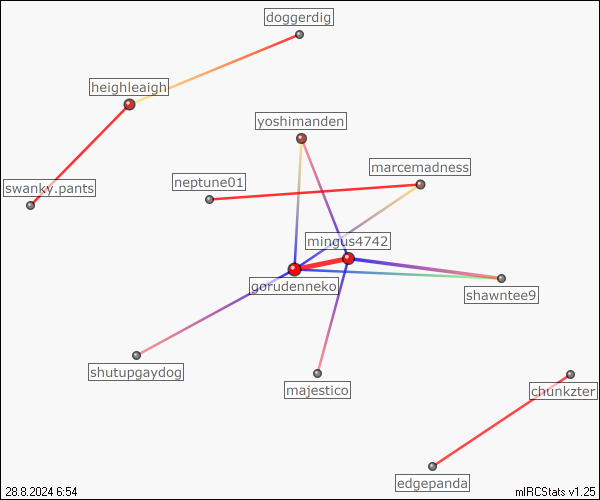 doggerdig
heighleaigh
yoshimanden
marcemadness
neptune01
swanky.pants
mingus4742
gorudenneko
shawntee9
shutupgaydog
majestico
chunkzter
edgepanda
28.8.2024 6:54
mIRCStats v1.25